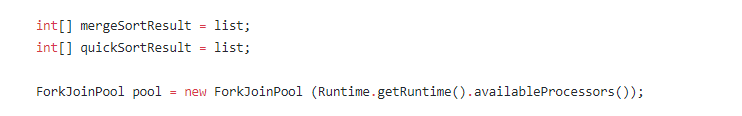 int[] mergeSortResult = list;
int[] quickSortResult = list;
ForkJoinPool pool = new ForkJoinPool (Runtime.getRuntime().availableProcessors());